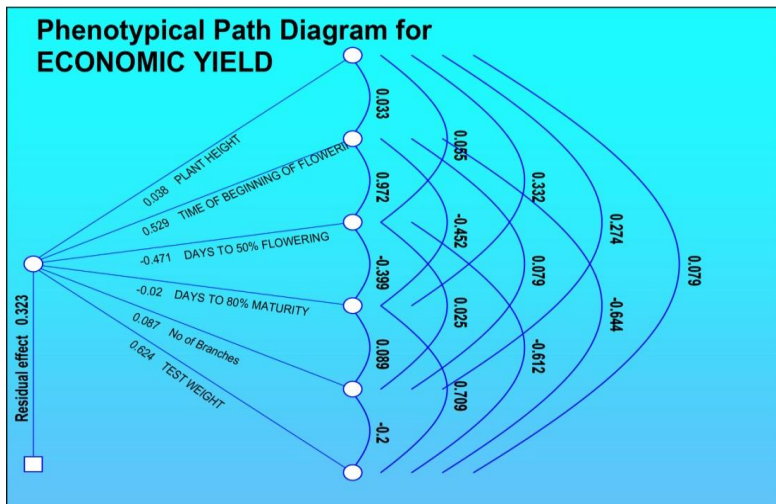 Phenotypical Path Diagram for
ECONOMIC YIELD
0.038 PLANT HEIGHT
0.529 TIME OF BEGINNING OF FLOWERIN
-0.471 DAYS TO 50% FLOWERING
-0.02 DAYS TO 80% MATURITY
0.087 No of Branches
0.624 TEST WEIGHT
Residual effect 0.323
0.033
0.972
-0.399
0.089
-0.2
0.055
-0.452
0.025
0.709
0.332
0.079
-0.612
0.274
-0.644
0.079